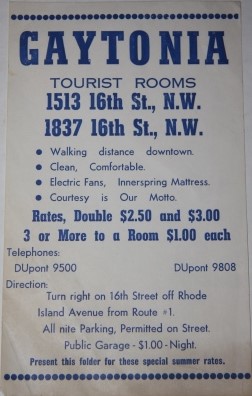 GAYTONIA
TOURIST ROOMS
1513 16th St., N.W.
1837 16th St., N.W.
● Walking distance downtown.
● Clean, Comfortable.
● Electric Fans, Innerspring Mattress.
● Courtesy is Our Motto.
Rates, Double $2.50 and $3.00
3 or More to a Room $1.00 each
Telephones:
DUpont 9500 DUpont 9808
Direction:
Turn right on 16th Street off Rhode
Island Avenue from Route #1.
All nite Parking, Permitted on Street.
Public Garage - $1.00 - Night.
Present this folder for these special summer rates.